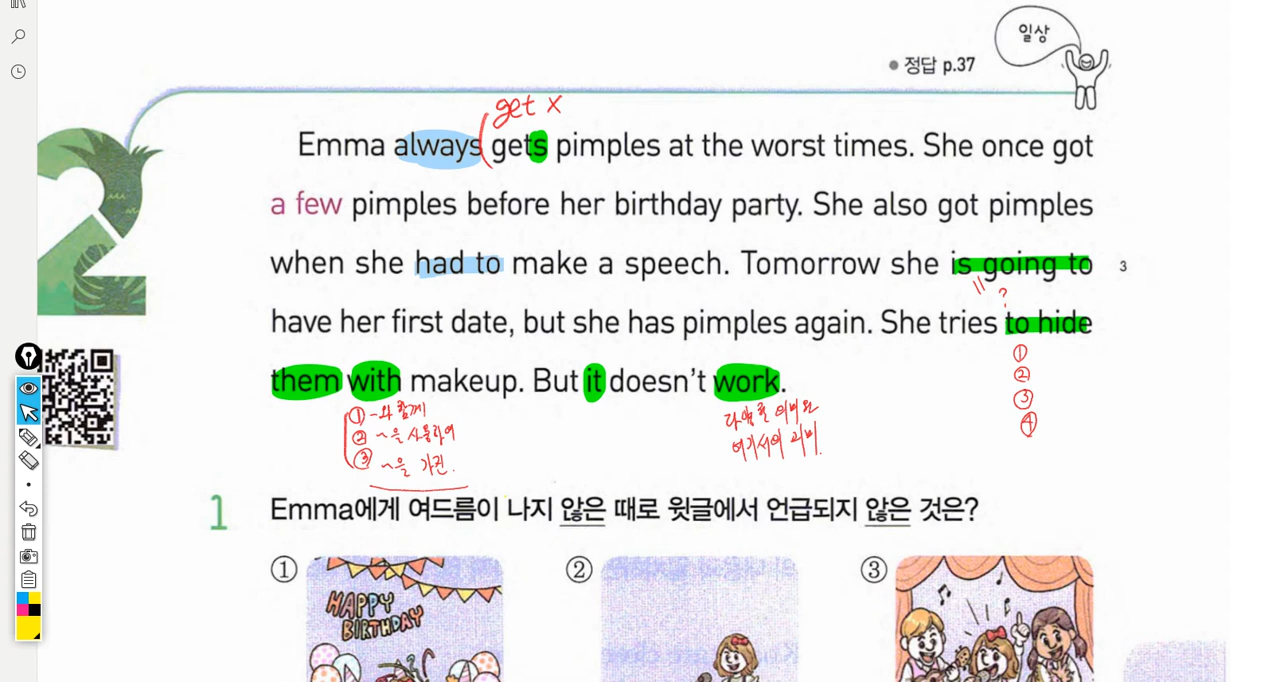 일상
정답 p.37
get x
2
Emma always gets pimples at the worst times. She once got
a few pimples before her birthday party. She also got pimples
when she had to make a speech. Tomorrow she is going to
3
= ?
have her first date, but she has pimples again. She tries to hide
①
②
③
④
them with makeup. But it doesn't work.
① ~와 함께
② ~을 사용하여
③ ~을 가진.
다양한 의미와
여기서의 의미.
1 Emma에게 여드름이 나지 않은 때로 윗글에서 언급되지 않은 것은?
① ② ③
HAPPY
BIRTHDAY